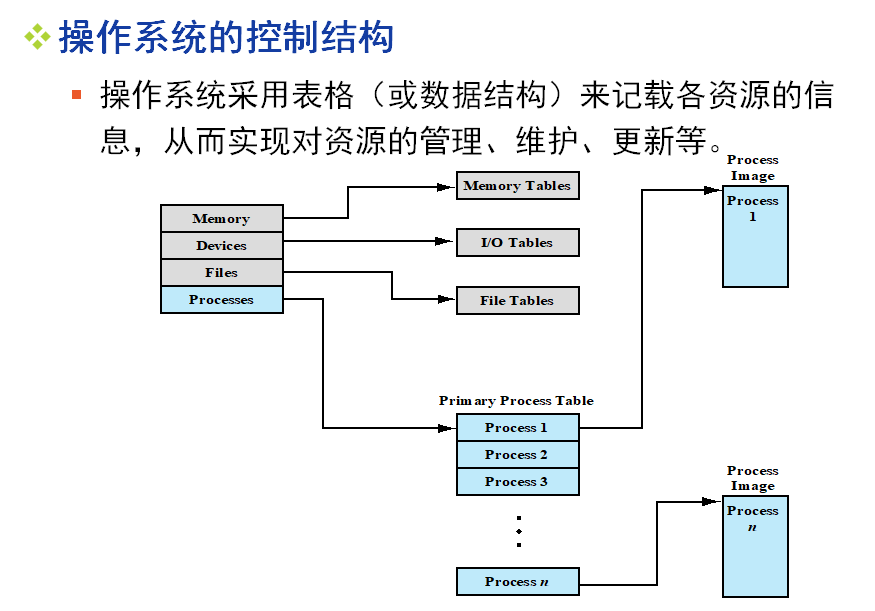 操作系统的控制结构
操作系统采用表格（或数据结构）来记载各资源的信
息，从而实现对资源的管理、维护、更新等。
Process
Image
Memory Tables
Process
1
Memory
Devices
I/O Tables
Files
Processes
File Tables
Primary Process Table
Process 1
Process 2
Process 3
Process
Image
Process
n
Process n